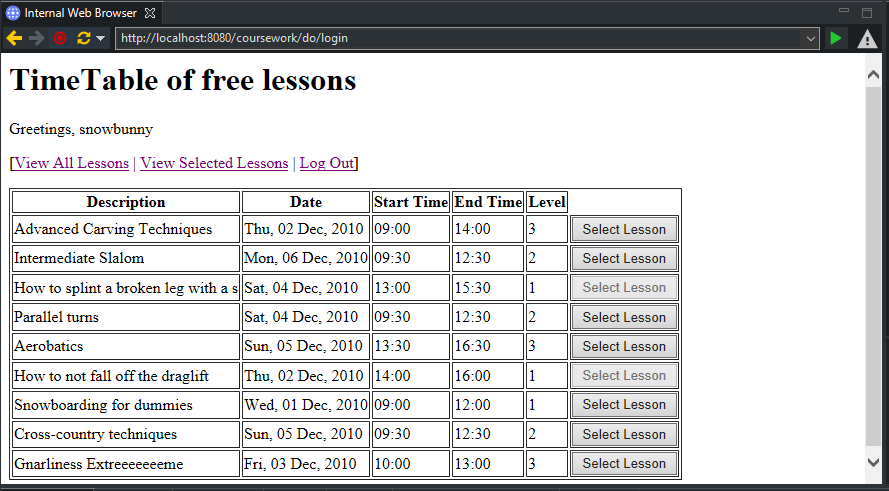 Internal Web Browser
http://localhost:8080/coursework/do/login
TimeTable of free lessons
Greetings, snowbunny
[View All Lessons | View Selected Lessons | Log Out]
Description Date Start Time End Time Level
Advanced Carving Techniques Thu, 02 Dec, 2010 09:00 14:00 3 Select Lesson
Intermediate Slalom Mon, 06 Dec, 2010 09:30 12:30 2 Select Lesson
How to splint a broken leg with a s Sat, 04 Dec, 2010 13:00 15:30 1 Select Lesson
Parallel turns Sat, 04 Dec, 2010 09:30 12:30 2 Select Lesson
Aerobatics Sun, 05 Dec, 2010 13:30 16:30 3 Select Lesson
How to not fall off the draglift Thu, 02 Dec, 2010 14:00 16:00 1 Select Lesson
Snowboarding for dummies Wed, 01 Dec, 2010 09:00 12:00 1 Select Lesson
Cross-country techniques Sun, 05 Dec, 2010 09:30 12:30 2 Select Lesson
Gnarliness Extreeeeeeeme Fri, 03 Dec, 2010 10:00 13:00 3 Select Lesson